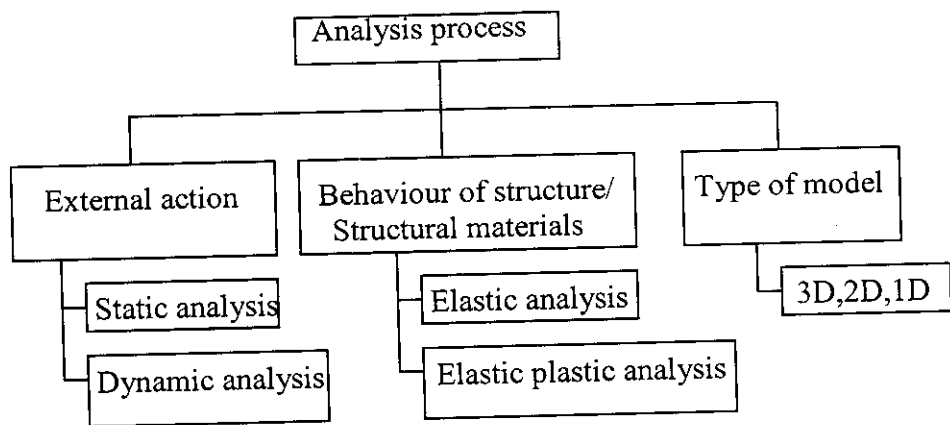 Analysis process
External action
Behaviour of structure/
Structural materials
Type of model
Static analysis
Dynamic analysis
Elastic analysis
Elastic plastic analysis
3D,2D,1D